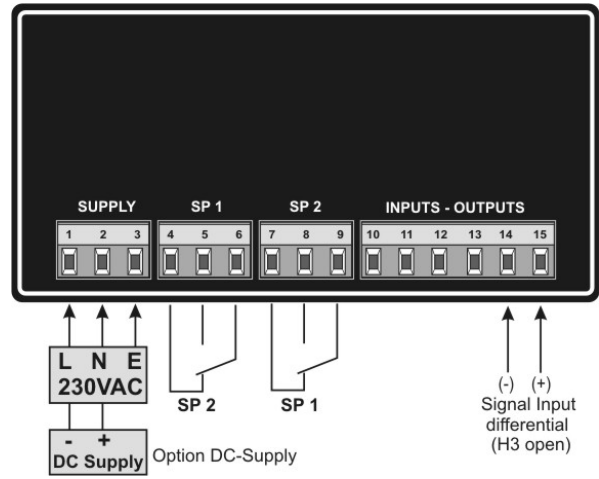 SUPPLY SP 1 SP 2 INPUTS - OUTPUTS
1 2 3 4 5 6 7 8 9 10 11 12 13 14 15
L N E
230VAC
SP 2 SP 1
- +
DC Supply
Option DC-Supply
(-) (+)
Signal Input
differential
(H3 open)